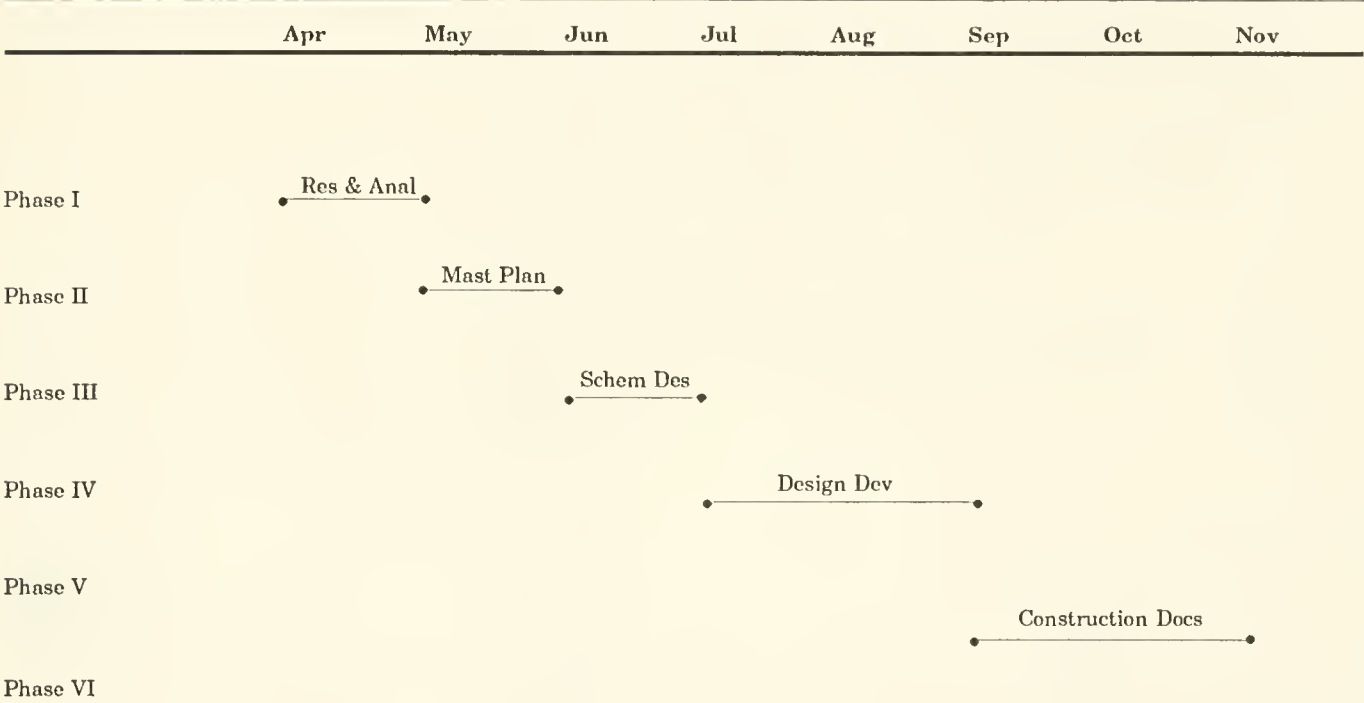 Apr May Jun Jul Aug Sep Oct Nov
Res & Anal
Phase I
Mast Plan
Phase II
Schem Des
Phase III
Design Dev
Phase IV
Phase V
Construction Docs
Phase VI